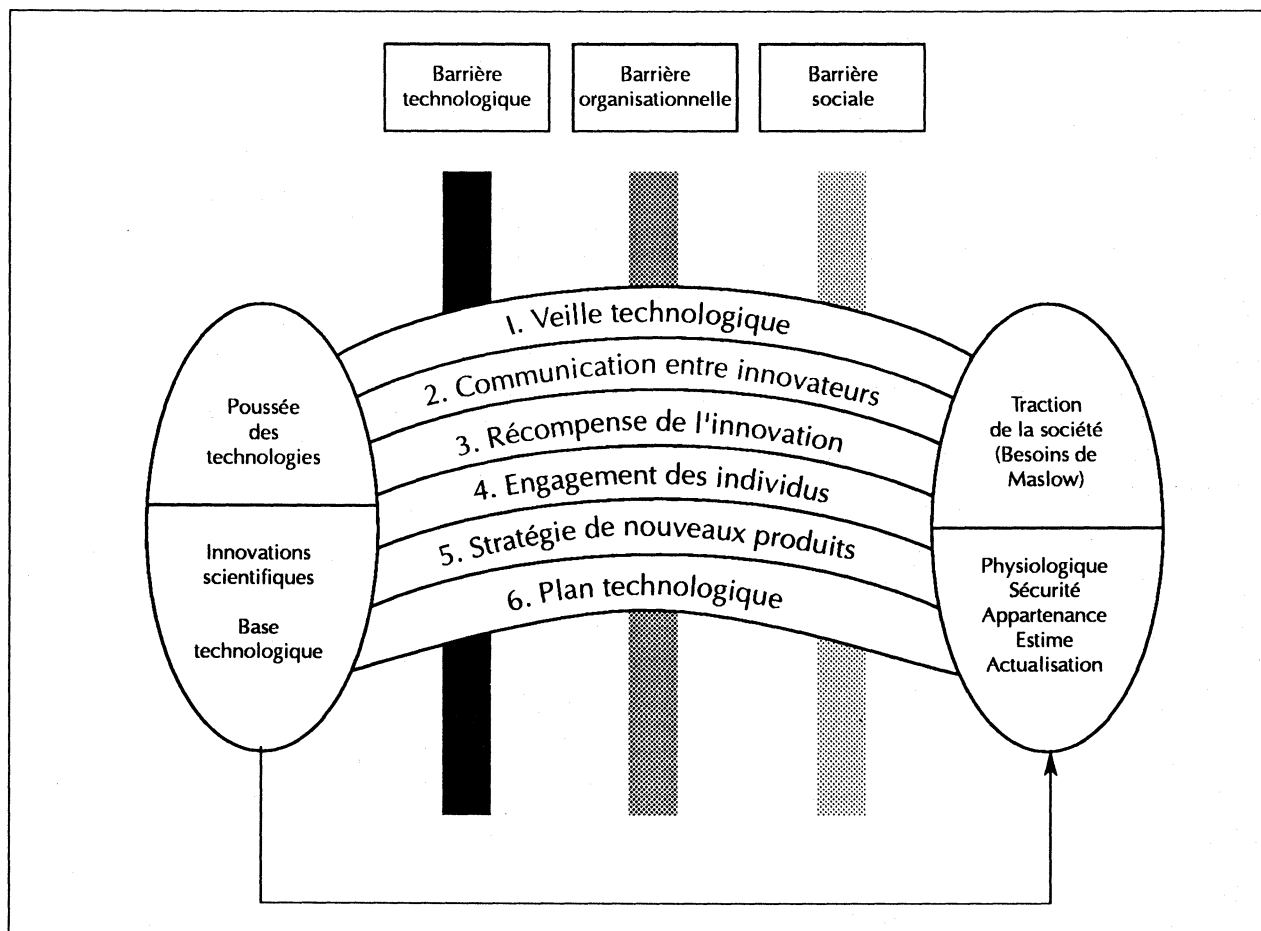 Barrière
technologique
Barrière
organisationnelle
Barrière
sociale
Poussée
des
technologies
Innovations
scientifiques
Base
technologique
1. Veille technologique
2. Communication entre innovateurs
3. Récompense de l'innovation
4. Engagement des individus
5. Stratégie de nouveaux produits
6. Plan technologique
Traction
de la société
(Besoins de
Maslow)
Physiologique
Sécurité
Appartenance
Estime
Actualisation